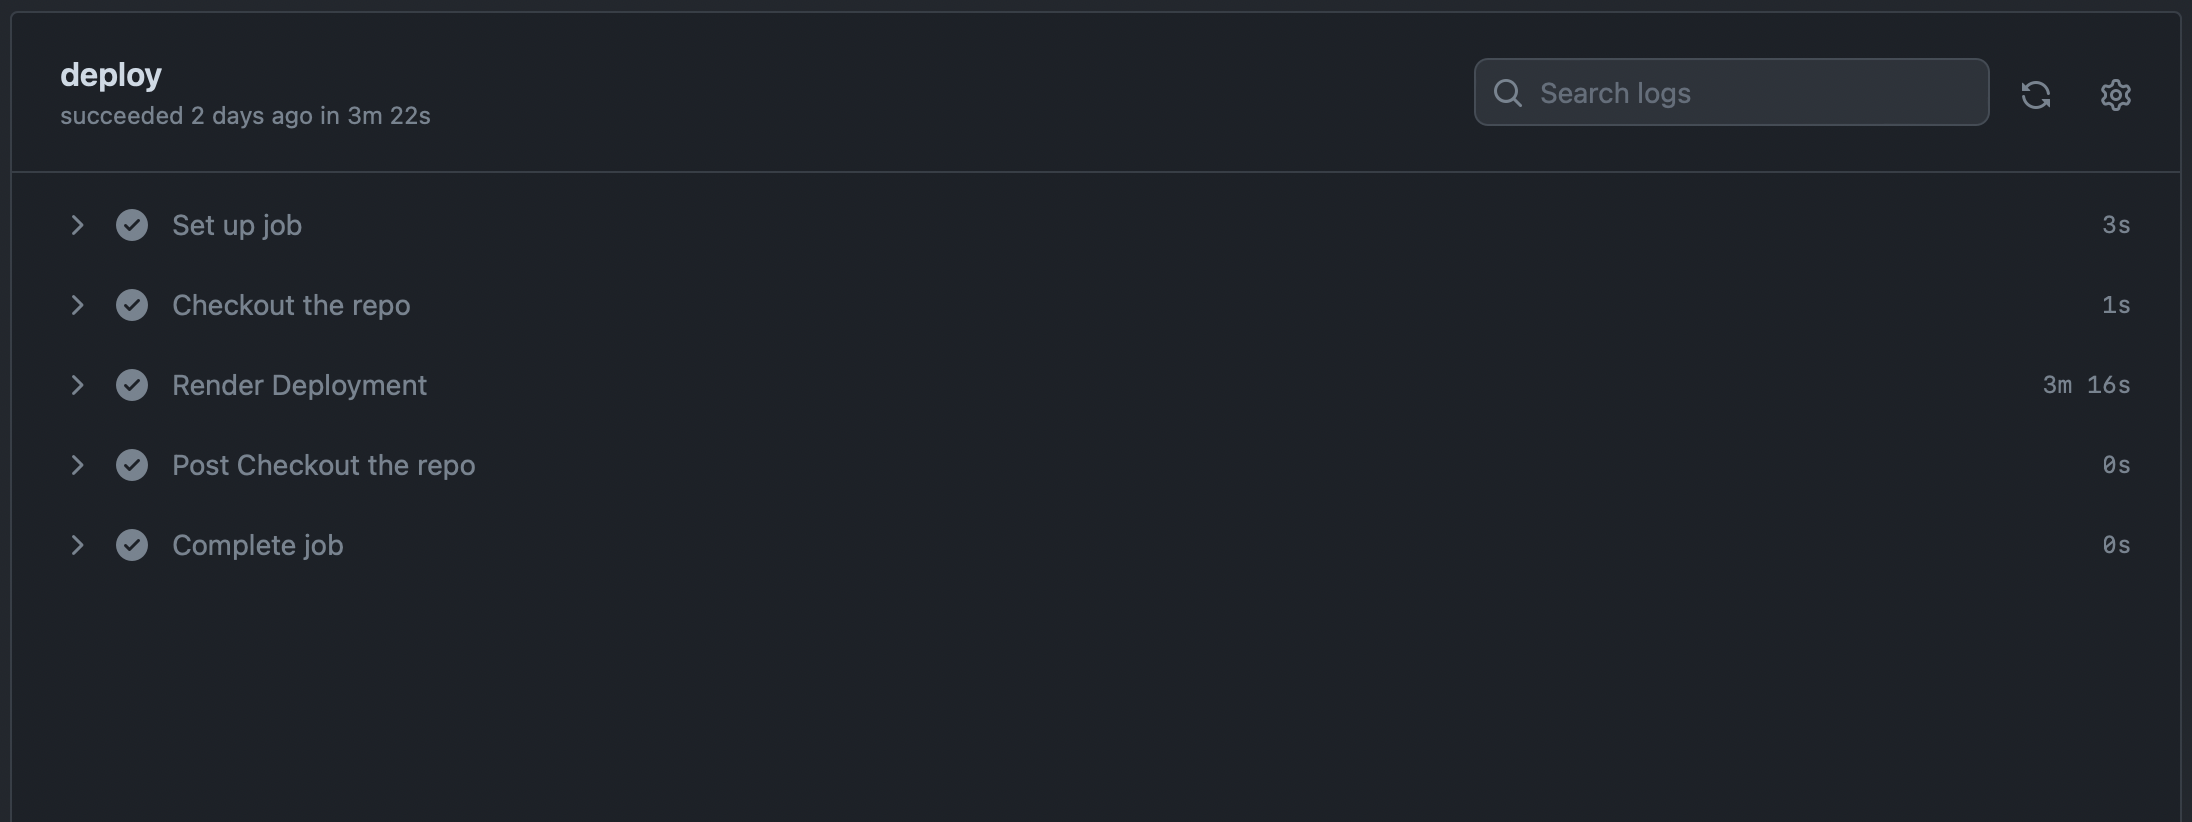 deploy
succeeded 2 days ago in 3m 22s
Search logs
Set up job 3s
Checkout the repo 1s
Render Deployment 3m 16s
Post Checkout the repo 0s
Complete job 0s